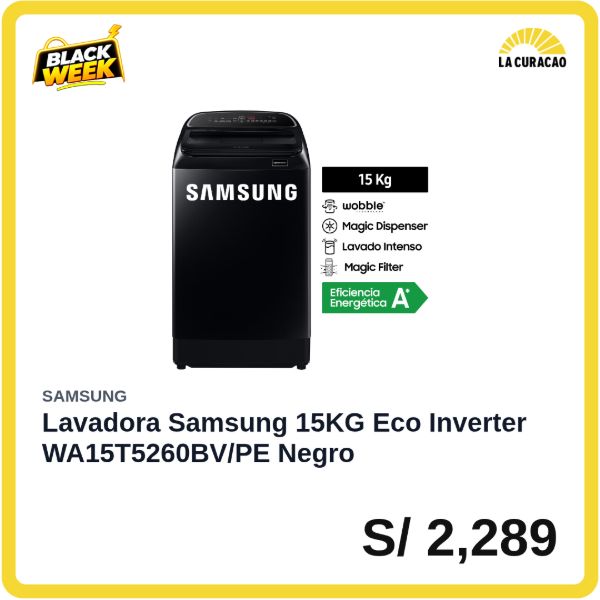 BLACK
WEEK
LA CURACAO
SAMSUNG
15 Kg
wobble
Magic Dispenser
Lavado Intenso
Magic Filter
Eficiencia
Energética A+
SAMSUNG
Lavadora Samsung 15KG Eco Inverter
WA15T5260BV/PE Negro
S/ 2,289